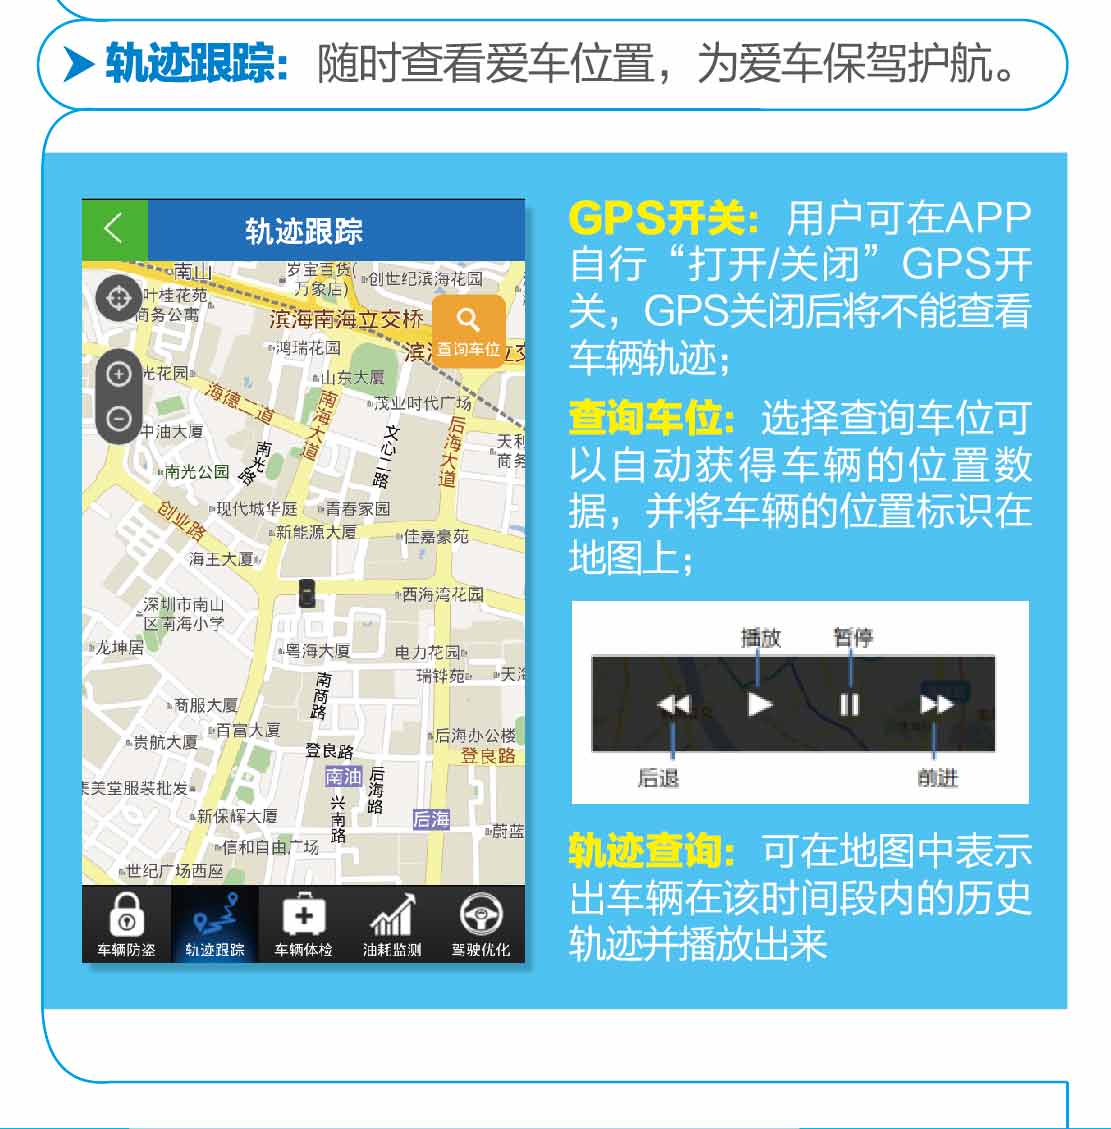 轨迹跟踪：随时查看爱车位置，为爱车保驾护航。
轨迹跟踪
南山
岁宝百货(
万象店)
创世纪滨海花园
叶桂花苑
商务公寓
滨海南海立交桥
查询车位
鸿瑞花园
光花园
山东大厦
海德二道
南海大道
茂业时代广场
中油大厦
南光路
文心二路
后海大道
天利
商务
南光公园
现代城华庭
青春家园
创业路
新能源大厦
佳嘉豪苑
海王大厦
西海湾花园
深圳市南山
区南海小学
龙坤居
粤海大厦
电力花园
瑞铧苑
南商路
商服大厦
百富大厦
贵航大厦
后海办公楼
登良路
登良路
南油
后海路
美堂服装批发
兴南路
新保辉大厦
后海
蔚蓝
信和自由广场
世纪广场西座
车辆防盗
轨迹跟踪
车辆体检
油耗监测
驾驶优化
GPS开关：用户可在APP
自行“打开/关闭”GPS开
关，GPS关闭后将不能查看
车辆轨迹；
查询车位：选择查询车位可
以自动获得车辆的位置数
据，并将车辆的位置标识在
地图上；
播放
暂停
后退
前进
轨迹查询：可在地图中表示
出车辆在该时间段内的历史
轨迹并播放出来